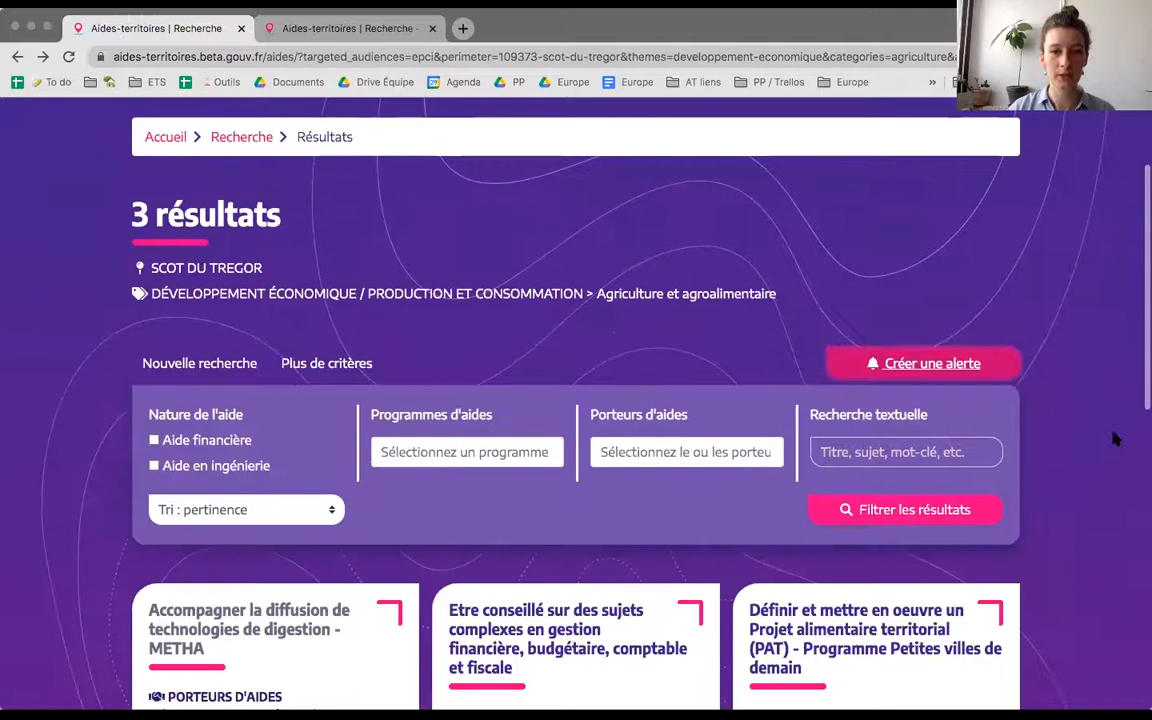 Aides-territoires | Recherche
Aides-territoires | Recherche -
aides-territoires.beta.gouv.fr/aides/?targeted_audiences=epci&perimeter=109373-scot-du-tregor&themes=developpement-economique&categories=agriculture&
To do
ETS
Outils
Documents
Drive Équipe
Agenda
PP
Europe
Europe
AT liens
PP / Trellos
Europe
»
Accueil > Recherche > Résultats
3 résultats
SCOT DU TREGOR
DÉVELOPPEMENT ÉCONOMIQUE / PRODUCTION ET CONSOMMATION > Agriculture et agroalimentaire
Nouvelle recherche
Plus de critères
Créer une alerte
Nature de l'aide
Aide financière
Aide en ingénierie
Tri : pertinence
Programmes d'aides
Sélectionnez un programme
Porteurs d'aides
Sélectionnez le ou les porteu
Recherche textuelle
Titre, sujet, mot-clé, etc.
Filtrer les résultats
Accompagner la diffusion de
technologies de digestion -
METHA
PORTEURS D'AIDES
Etre conseillé sur des sujets
complexes en gestion
financière, budgétaire, comptable
et fiscale
Définir et mettre en oeuvre un
Projet alimentaire territorial
(PAT) - Programme Petites villes de
demain